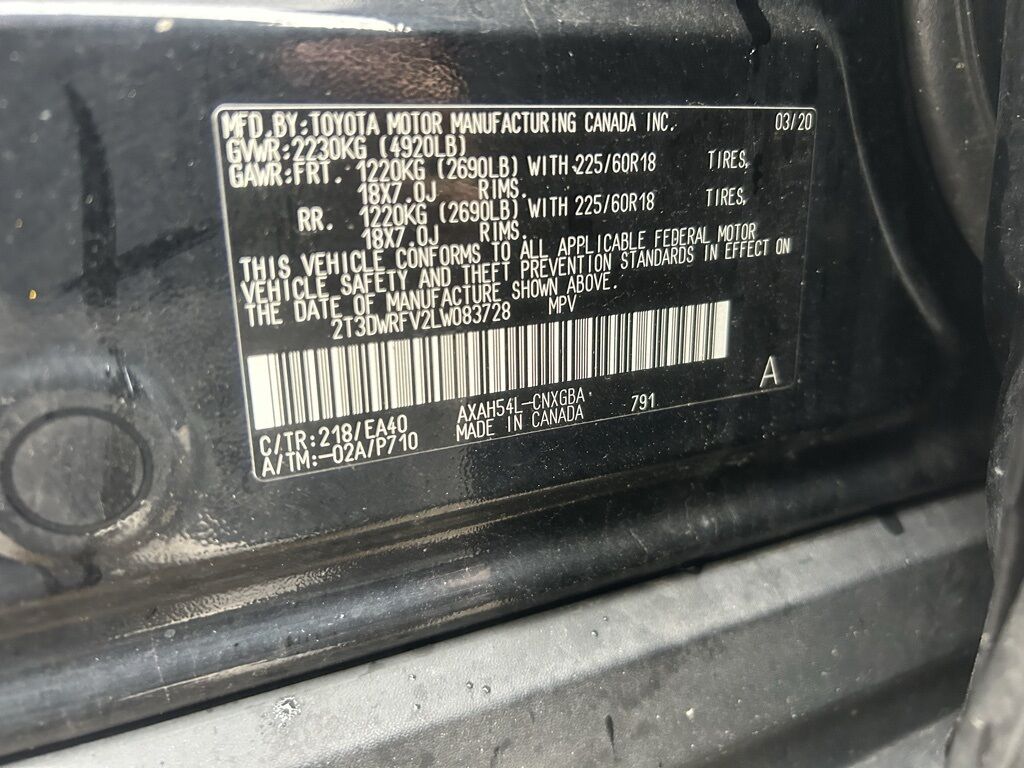 MFD.BY:TOYOTA MOTOR MANUFACTURING CANADA INC. 03/20
GVWR:2230KG (4920LB)
GAWR:FRT. 1220KG (2690LB) WITH 225/60R18 TIRES,
18X7.0J RIMS.
RR. 1220KG (2690LB) WITH 225/60R18 TIRES,
18X7.0J RIMS.
THIS VEHICLE CONFORMS TO ALL APPLICABLE FEDERAL MOTOR
VEHICLE SAFETY AND THEFT PREVENTION STANDARDS IN EFFECT ON
THE DATE OF MANUFACTURE SHOWN ABOVE.
2T3DWRFV2LW083728 MPV
A
C/TR:218/EA40 AXAH54L-CNXGBA 791
A/TM:-02A/P710 MADE IN CANADA